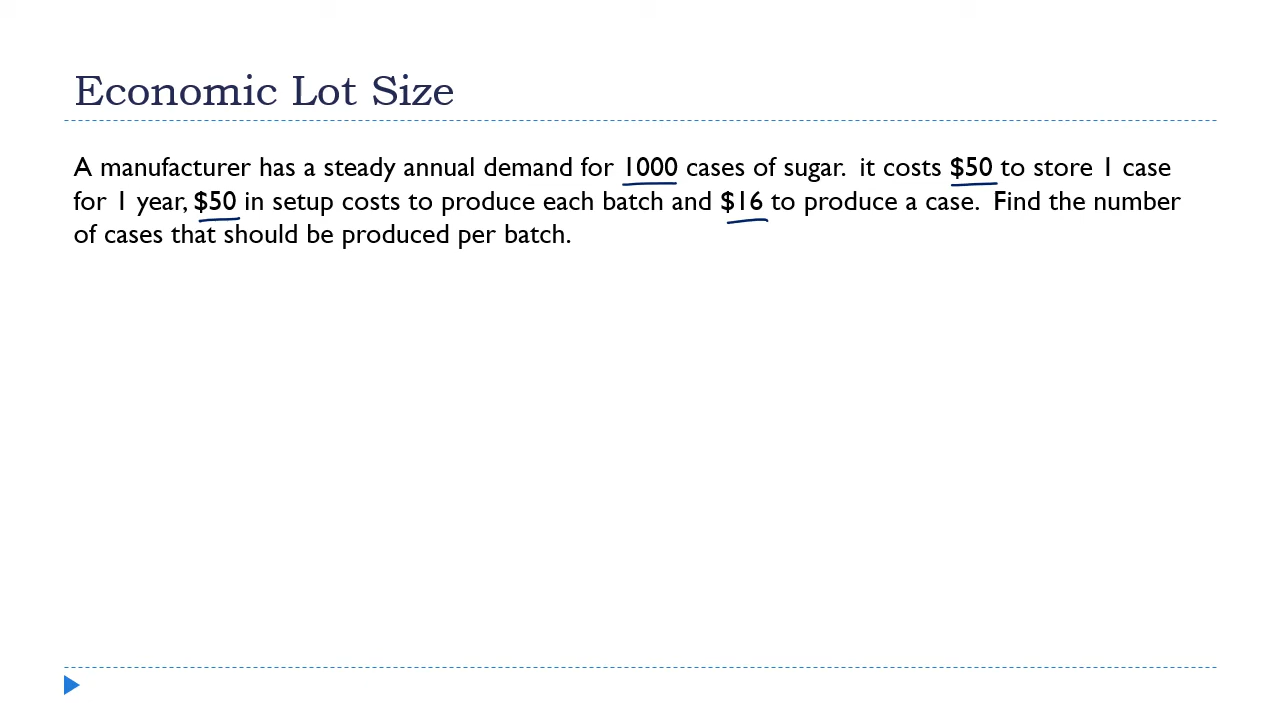 Economic Lot Size
A manufacturer has a steady annual demand for 1000 cases of sugar.  it costs $50 to store 1 case
for 1 year, $50 in setup costs to produce each batch and $16 to produce a case.  Find the number
of cases that should be produced per batch.